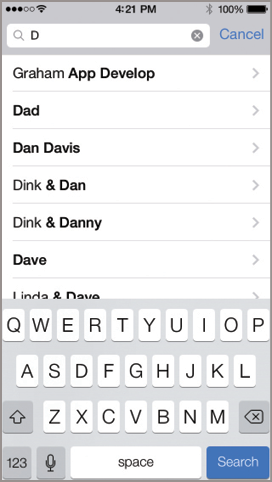 4:21 PM 100%
D Cancel
Graham App Develop
Dad
Dan Davis
Dink & Dan
Dink & Danny
Dave
Linda & Dave
Q W E R T Y U I O P
A S D F G H J K L
Z X C V B N M
123 space Search